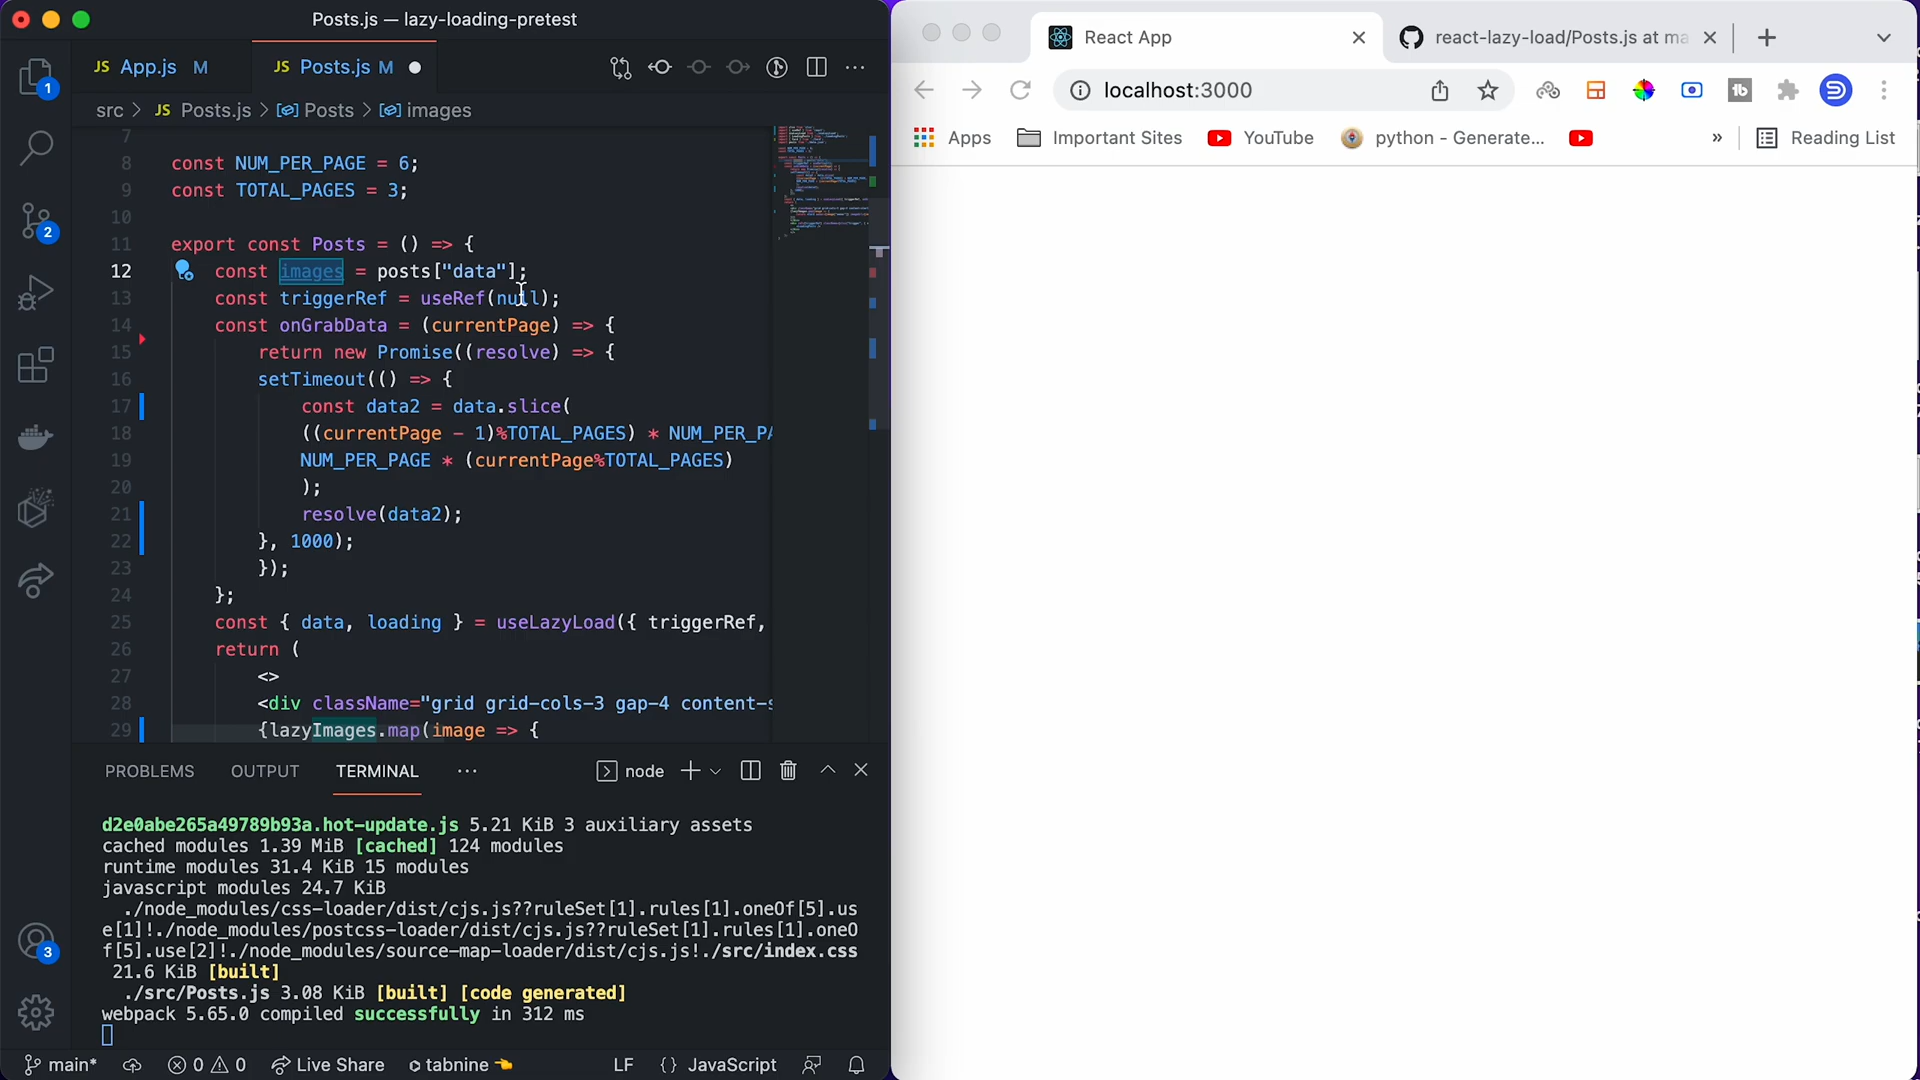 Posts.js — lazy-loading-pretest
JS App.js M
JS Posts.js M
src > JS Posts.js > Posts > images
7
8 const NUM_PER_PAGE = 6;
9 const TOTAL_PAGES = 3;
10
11 export const Posts = () => {
12 const images = posts["data"];
13 const triggerRef = useRef(null);
14 const onGrabData = (currentPage) => {
15 return new Promise((resolve) => {
16 setTimeout(() => {
17 const data2 = data.slice(
18 ((currentPage - 1)%TOTAL_PAGES) * NUM_PER_PA
19 NUM_PER_PAGE * (currentPage%TOTAL_PAGES)
20 );
21 resolve(data2);
22 }, 1000);
23 });
24 };
25 const { data, loading } = useLazyLoad({ triggerRef,
26 return (
27 <>
28 <div className="grid grid-cols-3 gap-4 content-s
29 {lazyImages.map(image => {
1
2
3
PROBLEMS OUTPUT TERMINAL ··· node
d2e0abe265a49789b93a.hot-update.js 5.21 KiB 3 auxiliary assets
cached modules 1.39 MiB [cached] 124 modules
runtime modules 31.4 KiB 15 modules
javascript modules 24.7 KiB
./node_modules/css-loader/dist/cjs.js??ruleSet[1].rules[1].oneOf[5].us
e[1]!./node_modules/postcss-loader/dist/cjs.js??ruleSet[1].rules[1].oneO
f[5].use[2]!./node_modules/source-map-loader/dist/cjs.js!./src/index.css
21.6 KiB [built]
./src/Posts.js 3.08 KiB [built] [code generated]
webpack 5.65.0 compiled successfully in 312 ms
main* 0 0 Live Share tabnine LF {} JavaScript
React App
react-lazy-load/Posts.js at ma
localhost:3000
tb
Apps Important Sites YouTube python - Generate... » Reading List